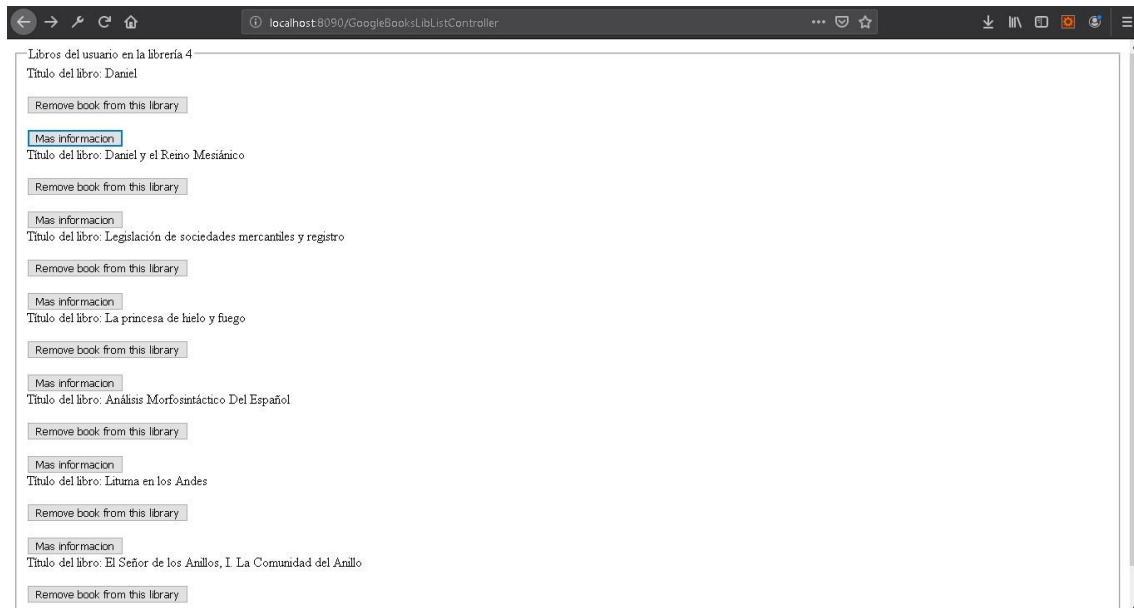 localhost:8090/GoogleBooksLibListController
Libros del usuario en la librería 4
Título del libro: Daniel
Remove book from this library
Mas informacion
Título del libro: Daniel y el Reino Mesiánico
Remove book from this library
Mas informacion
Título del libro: Legislación de sociedades mercantiles y registro
Remove book from this library
Mas informacion
Título del libro: La princesa de hielo y fuego
Remove book from this library
Mas informacion
Título del libro: Análisis Morfosintáctico Del Español
Remove book from this library
Mas informacion
Título del libro: Lituma en los Andes
Remove book from this library
Mas informacion
Título del libro: El Señor de los Anillos, I. La Comunidad del Anillo
Remove book from this library